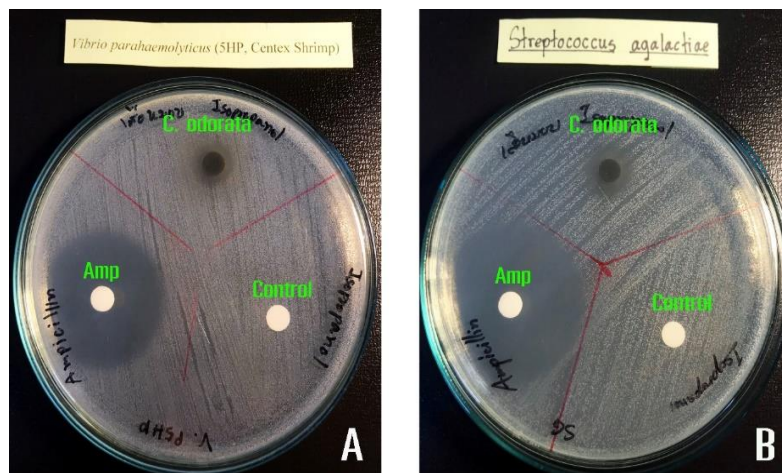 Vibrio parahaemolyticus (5HP, Centex Shrimp)
Isopropanol
C. odorata
Amp
Control
Ampicillin
Isopropanol
V. P5HP
A
Streptococcus agalactiae
Isopropanol
C. odorata
Amp
Control
Ampicillin
Isopropanol
SG
B